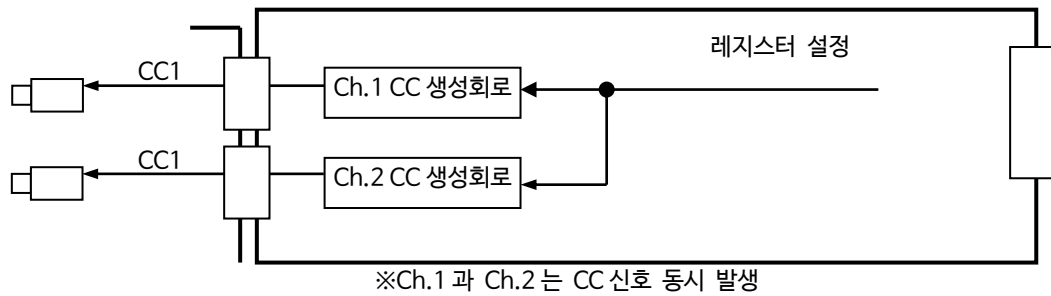 레지스터 설정
CC1
Ch.1 CC 생성회로
CC1
Ch.2 CC 생성회로
※Ch.1 과 Ch.2 는 CC 신호 동시 발생